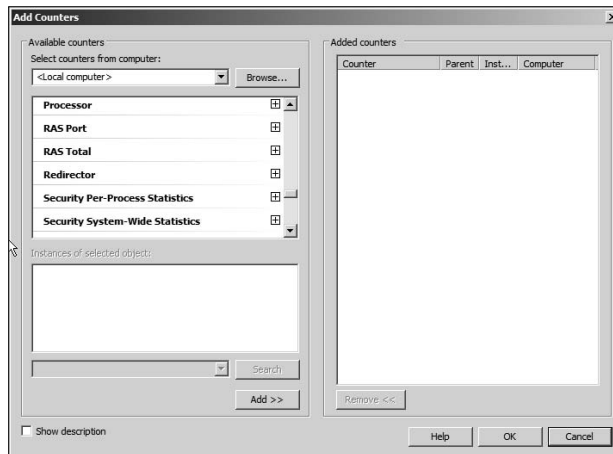 Add Counters
Available counters
Select counters from computer:
<Local computer>
Browse...
Processor
RAS Port
RAS Total
Redirector
Security Per-Process Statistics
Security System-Wide Statistics
Instances of selected object:
Search
Add >>
Show description
Added counters
Counter Parent Inst... Computer
Remove <<
Help OK Cancel